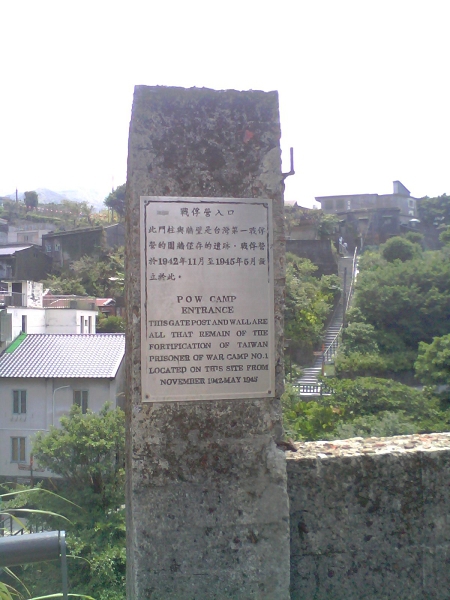 戰俘營入口
此門柱與牆垣是台灣第一戰俘
營的圍牆僅存的遺跡。戰俘營
於1942年11月至1945年5月設
立於此。
POW CAMP
ENTRANCE
THIS GATE POST AND WALL ARE
ALL THAT REMAIN OF THE
FORTIFICATION OF TAIWAN
PRISONER OF WAR CAMP NO.1
LOCATED ON THIS SITE FROM
NOVEMBER 1942-MAY 1945